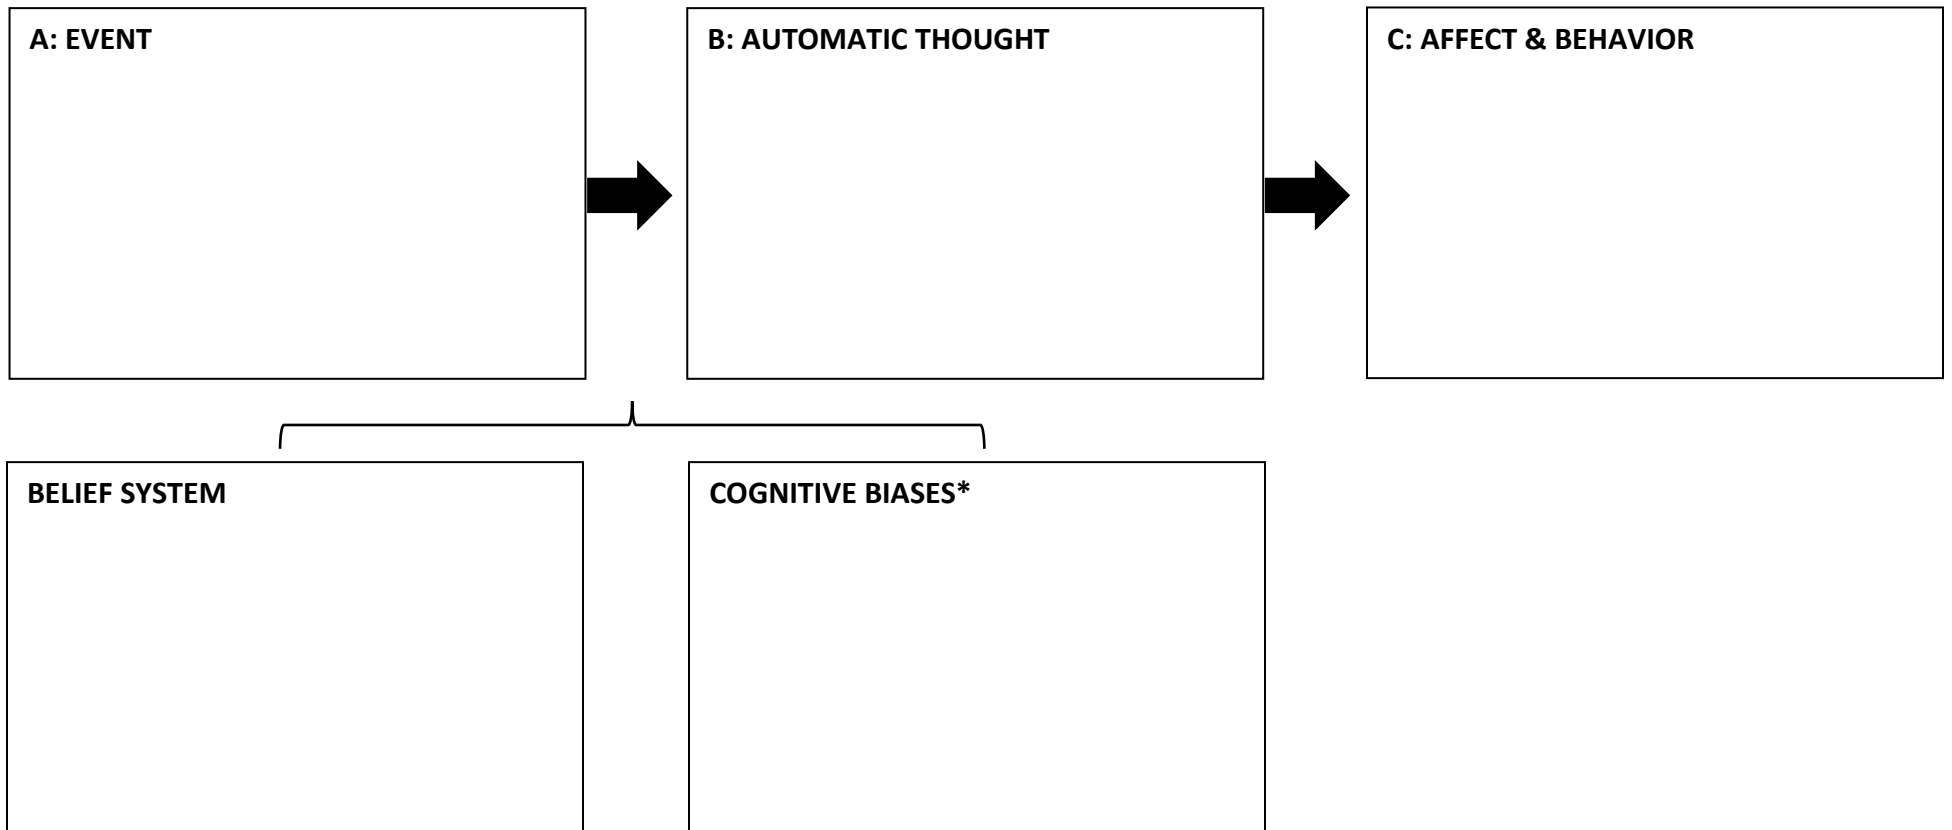 A: EVENT
B: AUTOMATIC THOUGHT
C: AFFECT & BEHAVIOR
BELIEF SYSTEM
COGNITIVE BIASES*